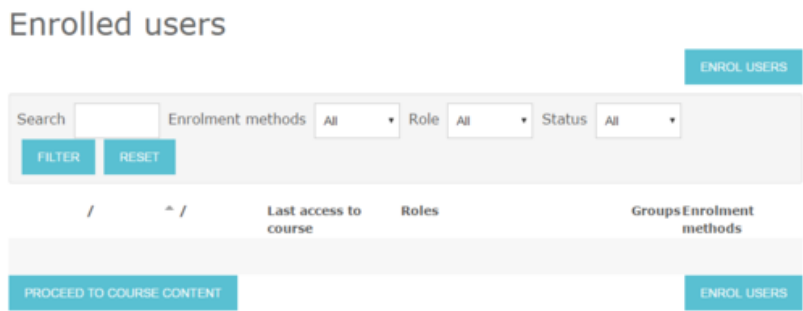 Enrolled users
ENROL USERS
Search Enrolment methods All Role All Status All
FILTER RESET
/ / Last access to course Roles Groups Enrolment methods
PROCEED TO COURSE CONTENT ENROL USERS